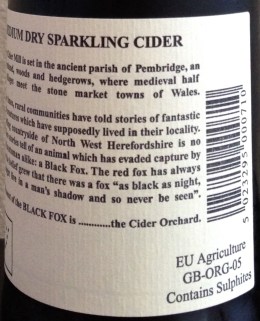 DIUM DRY SPARKLING CIDER
ider Mill is set in the ancient parish of Pembridge, an
and, woods and hedgerows, where medieval half
meet the stone market towns of Wales.
rural communities have told stories of fantastic
which have supposedly lived in their locality.
countryside of North West Herefordshire is no
tell of an animal which has evaded capture by
alike: a Black Fox. The red fox has always
belief grew that there was a fox "as black as night,
in a man's shadow and so never be seen".
of the BLACK FOX is ............the Cider Orchard.
5 023295 000710
EU Agriculture
GB-ORG-05
Contains Sulphites